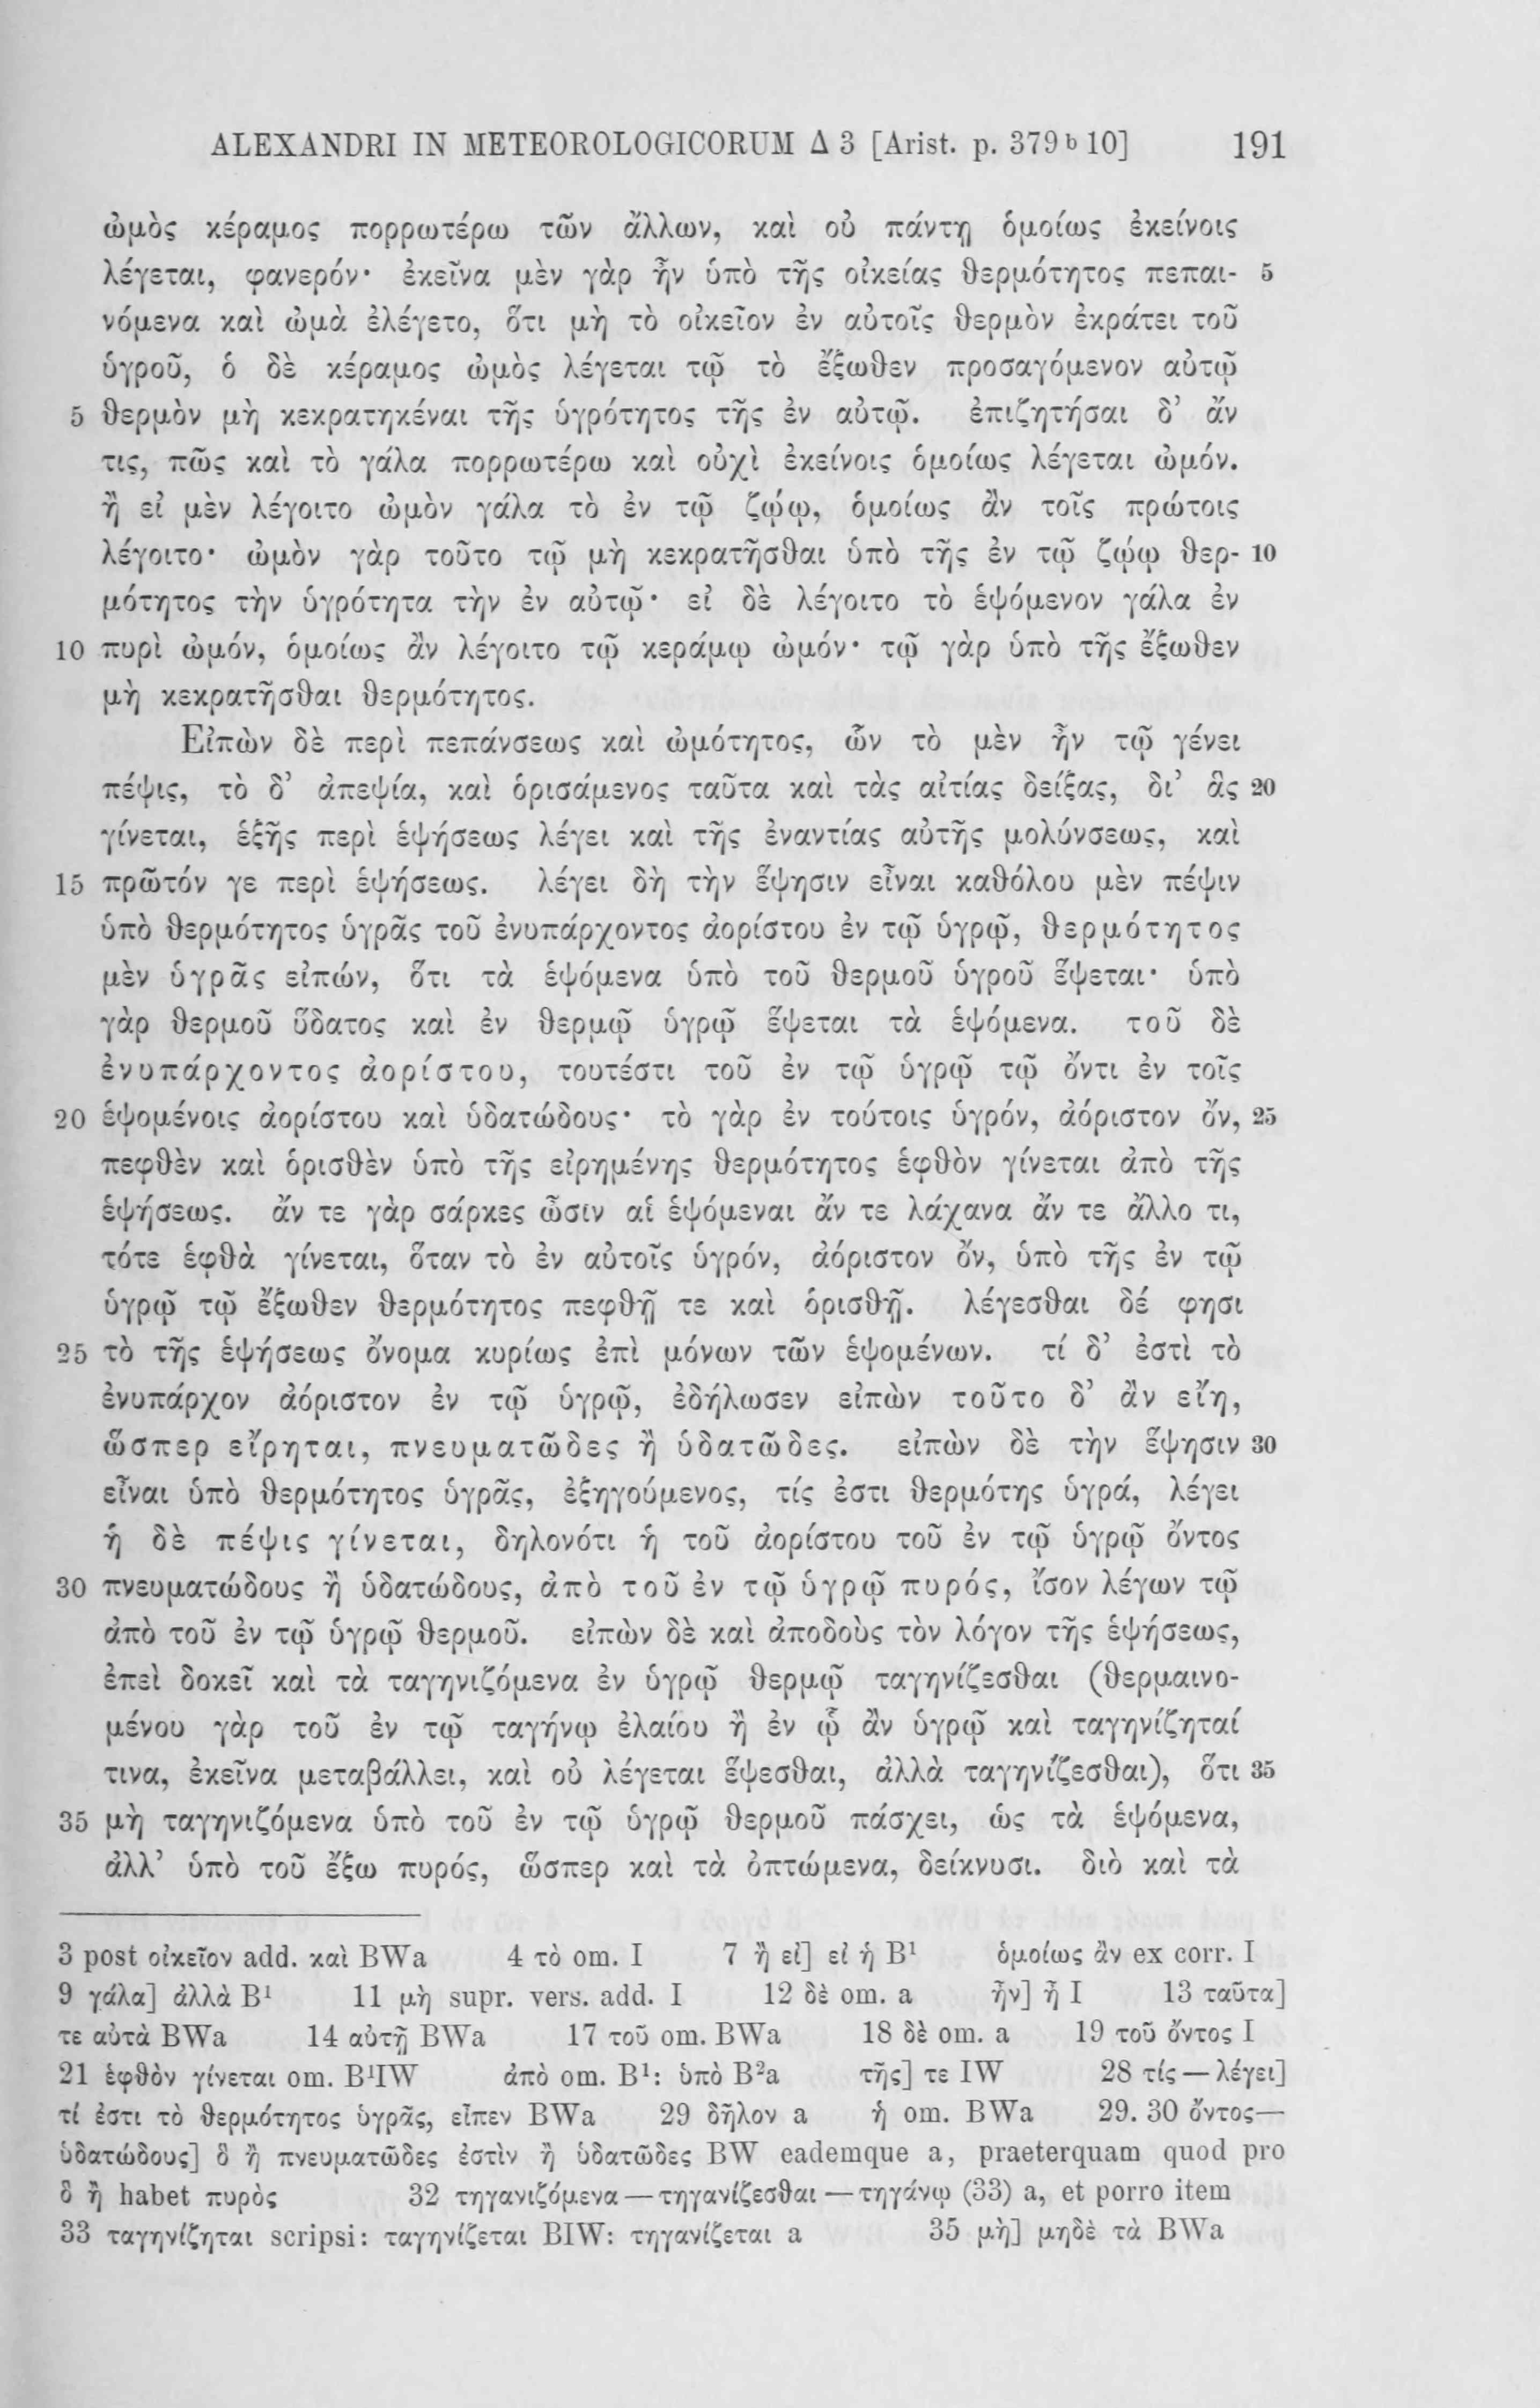 ALEXANDRI IN METEOROLOGICORUM Δ 3 [Arist. p. 379 b 10] 191
ὠμὸς κέραμος πορρωτέρω τῶν ἄλλων, καὶ οὐ πάντῃ ὁμοίως ἐκείνοις
λέγεται, φανερόν· ἐκεῖνα μὲν γὰρ ἦν ὑπὸ τῆς οἰκείας θερμότητος πεπαι- 5
νόμενα καὶ ὠμὰ ἐλέγετο, ὅτι μὴ τὸ οἰκεῖον ἐν αὐτοῖς θερμὸν ἐκράτει τοῦ
ὑγροῦ, ὁ δὲ κέραμος ὠμὸς λέγεται τῷ τὸ ἔξωθεν προσαγόμενον αὐτῷ
5 θερμὸν μὴ κεκρατηκέναι τῆς ὑγρότητος τῆς ἐν αὐτῷ. ἐπιζητήσαι δ’ ἄν
τις, πῶς καὶ τὸ γάλα πορρωτέρω καὶ οὐχὶ ἐκείνοις ὁμοίως λέγεται ὠμόν.
ἢ εἰ μὲν λέγοιτο ὠμὸν γάλα τὸ ἐν τῷ ζῴῳ, ὁμοίως ἂν τοῖς πρώτοις
λέγοιτο· ὠμὸν γὰρ τοῦτο τῷ μὴ κεκρατῆσθαι ὑπὸ τῆς ἐν τῷ ζῴῳ θερ- 10
μότητος τὴν ὑγρότητα τὴν ἐν αὐτῷ· εἰ δὲ λέγοιτο τὸ ἑψόμενον γάλα ἐν
10 πυρὶ ὠμόν, ὁμοίως ἂν λέγοιτο τῷ κεράμῳ ὠμόν· τῷ γὰρ ὑπὸ τῆς ἔξωθεν
μὴ κεκρατῆσθαι θερμότητος.
Εἰπὼν δὲ περὶ πεπάνσεως καὶ ὠμότητος, ὧν τὸ μὲν ἦν τῷ γένει
πέψις, τὸ δ’ ἀπεψία, καὶ ὁρισάμενος ταῦτα καὶ τὰς αἰτίας δείξας, δι’ ἃς 20
γίνεται, ἑξῆς περὶ ἑψήσεως λέγει καὶ τῆς ἐναντίας αὐτῆς μολύνσεως, καὶ
15 πρῶτόν γε περὶ ἑψήσεως. λέγει δὴ τὴν ἕψησιν εἶναι καθόλου μὲν πέψιν
ὑπὸ θερμότητος ὑγρᾶς τοῦ ἐνυπάρχοντος ἀορίστου ἐν τῷ ὑγρῷ, θερμότητος
μὲν ὑγρᾶς εἰπών, ὅτι τὰ ἑψόμενα ὑπὸ τοῦ θερμοῦ ὑγροῦ ἕψεται· ὑπὸ
γὰρ θερμοῦ ὕδατος καὶ ἐν θερμῷ ὑγρῷ ἕψεται τὰ ἑψόμενα. τοῦ δὲ
ἐνυπάρχοντος ἀορίστου, τουτέστι τοῦ ἐν τῷ ὑγρῷ τῷ ὄντι ἐν τοῖς
20 ἑψομένοις ἀορίστου καὶ ὑδατώδους· τὸ γὰρ ἐν τούτοις ὑγρόν, ἀόριστον ὄν, 25
πεφθὲν καὶ ὁρισθὲν ὑπὸ τῆς εἰρημένης θερμότητος ἑφθὸν γίνεται ἀπὸ τῆς
ἑψήσεως. ἄν τε γὰρ σάρκες ὦσιν αἱ ἑψόμεναι ἄν τε λάχανα ἄν τε ἄλλο τι,
τότε ἑφθὰ γίνεται, ὅταν τὸ ἐν αὐτοῖς ὑγρόν, ἀόριστον ὄν, ὑπὸ τῆς ἐν τῷ
ὑγρῷ τῷ ἔξωθεν θερμότητος πεφθῇ τε καὶ ὁρισθῇ. λέγεσθαι δέ φησι
25 τὸ τῆς ἑψήσεως ὄνομα κυρίως ἐπὶ μόνων τῶν ἑψομένων. τί δ’ ἐστὶ τὸ
ἐνυπάρχον ἀόριστον ἐν τῷ ὑγρῷ, ἐδήλωσεν εἰπὼν τοῦτο δ’ ἂν εἴη,
ὥσπερ εἴρηται, πνευματῶδες ἢ ὑδατῶδες. εἰπὼν δὲ τὴν ἕψησιν 30
εἶναι ὑπὸ θερμότητος ὑγρᾶς, ἐξηγούμενος, τίς ἐστι θερμότης ὑγρά, λέγει
ἡ δὲ πέψις γίνεται, δηλονότι ἡ τοῦ ἀορίστου τοῦ ἐν τῷ ὑγρῷ ὄντος
30 πνευματώδους ἢ ὑδατώδους, ἀπὸ τοῦ ἐν τῷ ὑγρῷ πυρός, ἴσον λέγων τῷ
ἀπὸ τοῦ ἐν τῷ ὑγρῷ θερμοῦ. εἰπὼν δὲ καὶ ἀποδοὺς τὸν λόγον τῆς ἑψήσεως,
ἐπεὶ δοκεῖ καὶ τὰ ταγηνιζόμενα ἐν ὑγρῷ θερμῷ ταγηνίζεσθαι (θερμαινο-
μένου γὰρ τοῦ ἐν τῷ ταγήνῳ ἐλαίου ἢ ἐν ᾧ ἂν ὑγρῷ καὶ ταγηνίζηταί
τινα, ἐκεῖνα μεταβάλλει, καὶ οὐ λέγεται ἕψεσθαι, ἀλλὰ ταγηνίζεσθαι), ὅτι 35
35 μὴ ταγηνιζόμενα ὑπὸ τοῦ ἐν τῷ ὑγρῷ θερμοῦ πάσχει, ὡς τὰ ἑψόμενα,
ἀλλ’ ὑπὸ τοῦ ἔξω πυρός, ὥσπερ καὶ τὰ ὀπτώμενα, δείκνυσι. διὸ καὶ τὰ
3 post οἰκεῖον add. καὶ BWa 4 τὸ om. I 7 ἢ εἰ] εἰ ἡ B¹ ὁμοίως ἂν ex corr. I
9 γάλα] ἀλλὰ B¹ 11 μὴ supr. vers. add. I 12 δὲ om. a ἦν] ἢ I 13 ταῦτα]
τε αὐτὰ BWa 14 αὐτῇ BWa 17 τοῦ om. BWa 18 δὲ om. a 19 τοῦ ὄντος I
21 ἑφθὸν γίνεται om. B¹IW ἀπὸ om. B¹: ὑπὸ B²a τῆς] τε IW 28 τίς — λέγει]
τί ἐστι τὸ θερμότητος ὑγρᾶς, εἶπεν BWa 29 δῆλον a ἡ om. BWa 29. 30 ὄντος—
ὑδατώδους] ὃ ἢ πνευματῶδες ἐστὶν ἢ ὑδατῶδες BW eademque a, praeterquam quod pro
ὃ ἢ habet πυρὸς 32 τηγανιζόμενα — τηγανίζεσθαι — τηγάνῳ (33) a, et porro item
33 ταγηνίζηται scripsi: ταγηνίζεται BIW: τηγανίζεται a 35 μὴ] μηδὲ τὰ BWa